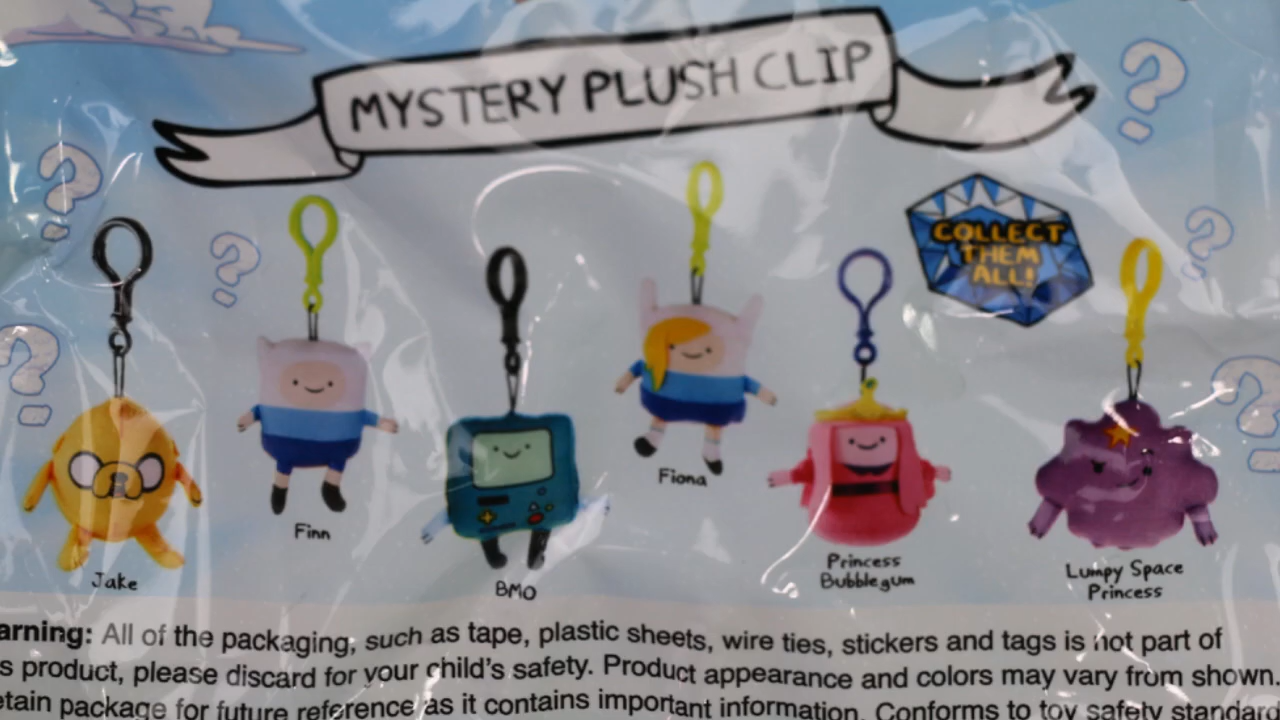 MYSTERY PLUSH CLIP
COLLECT
THEM
ALL!
Jake
Finn
BMO
Fiona
Princess
Bubblegum
Lumpy Space
Princess
arning: All of the packaging, such as tape, plastic sheets, wire ties, stickers and tags is not part of
s product, please discard for your child's safety. Product appearance and colors may vary from shown.
etain package for future reference as it contains important information. Conforms to toy safety standard